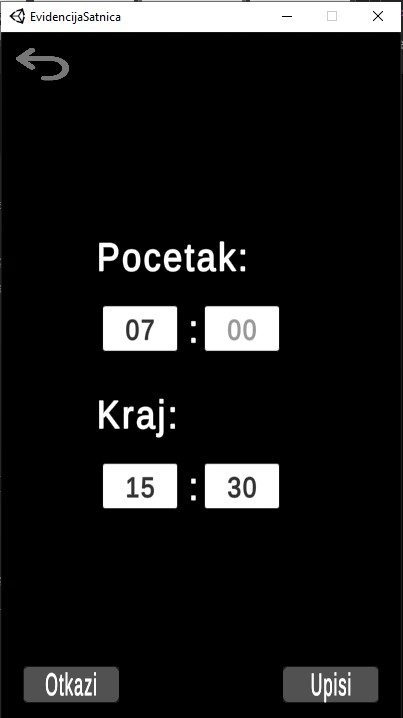 EvidencijaSatnica
Pocetak:
07 : 00
Kraj:
15 : 30
Otkazi Upisi